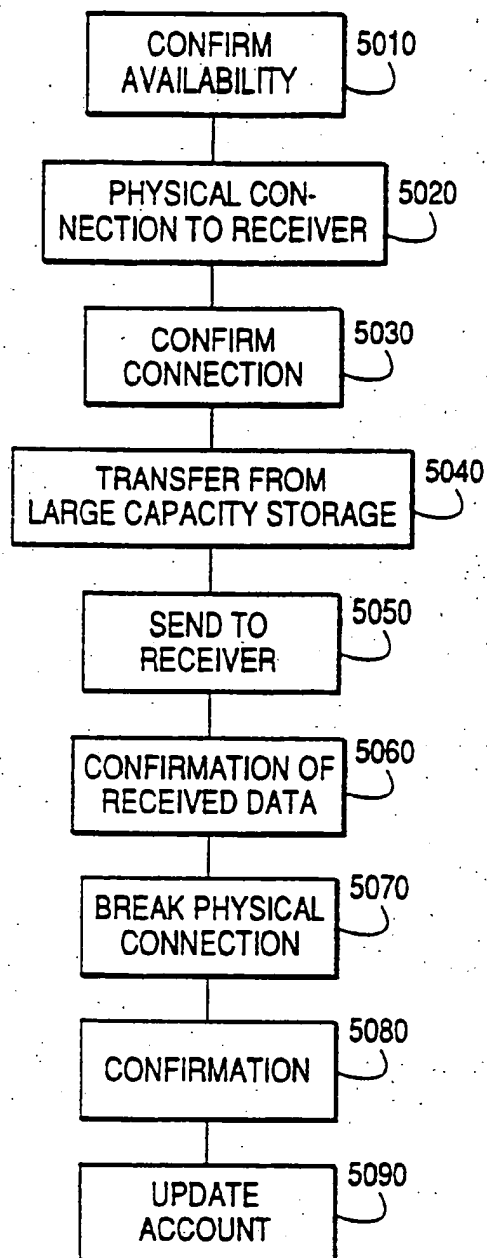 CONFIRM
AVAILABILITY
5010
PHYSICAL CON-
NECTION TO RECEIVER
5020
CONFIRM
CONNECTION
5030
TRANSFER FROM
LARGE CAPACITY STORAGE
5040
SEND TO
RECEIVER
5050
CONFIRMATION OF
RECEIVED DATA
5060
BREAK PHYSICAL
CONNECTION
5070
CONFIRMATION
5080
UPDATE
ACCOUNT
5090